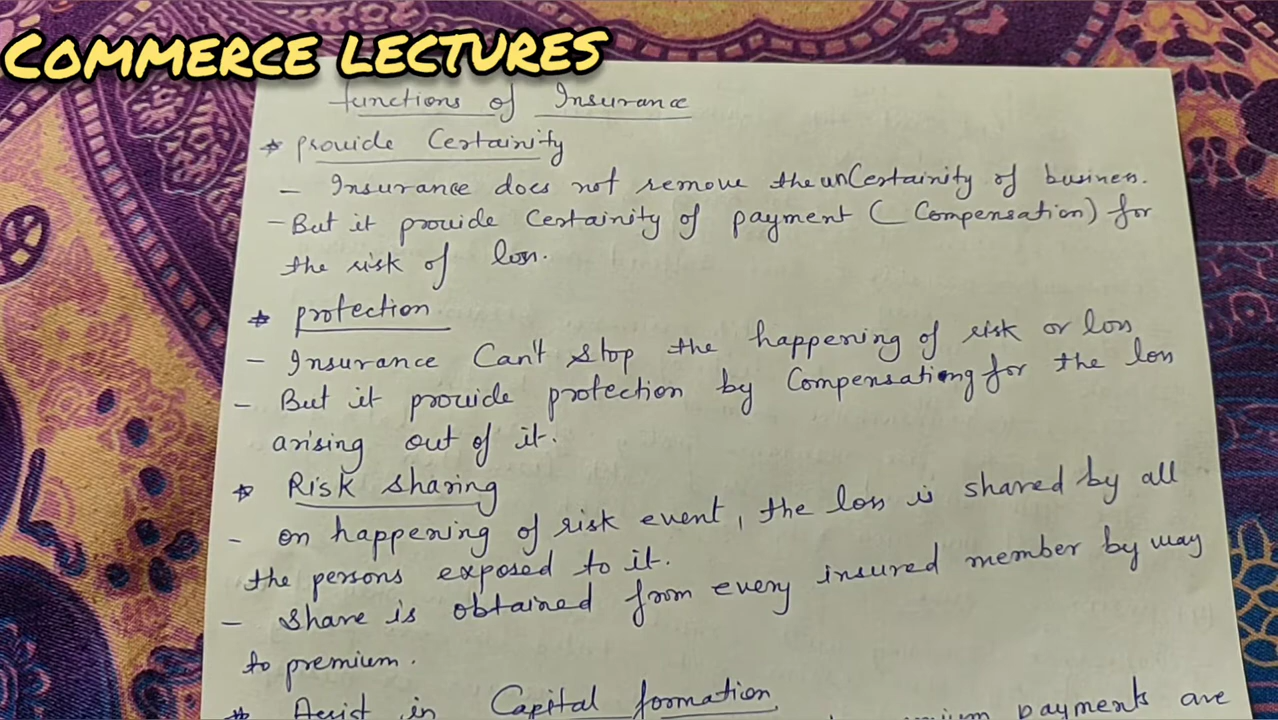 COMMERCE LECTURES
functions of Insurance
* provide Certainity
- Insurance does not remove the unCertainity of business.
- But it provide Certainity of payment (Compensation) for
the risk of loss.
* protection
- Insurance Can't stop the happening of risk or loss
- But it provide protection by Compensationg for the loss
arising out of it.
* Risk sharing
- on happening of risk event, the loss is shared by all
the persons exposed to it.
- share is obtained from every insured member by way
to premium.
* Assist in Capital formation
payments are